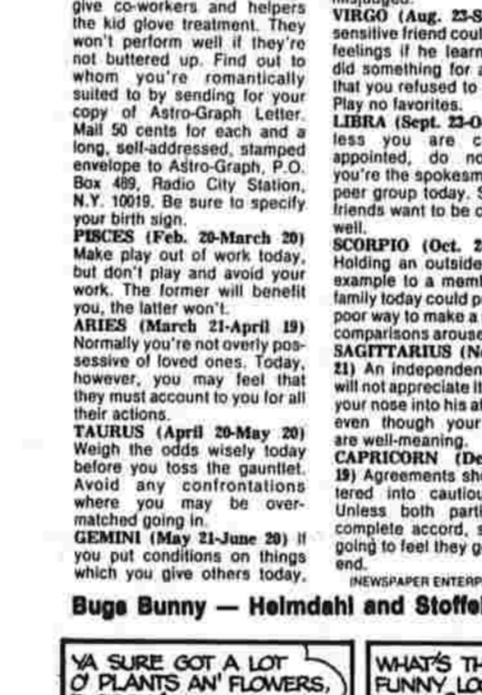 give co-workers and helpers
the kid glove treatment. They
won't perform well if they're
not buttered up. Find out to
whom you're romantically
suited to by sending for your
copy of Astro-Graph Letter.
Mail 50 cents for each and a
long, self-addressed, stamped
envelope to Astro-Graph, P.O.
Box 489, Radio City Station,
N.Y. 10019. Be sure to specify
your birth sign.
PISCES (Feb. 20-March 20)
Make play out of work today,
but don't play and avoid your
work. The former will benefit
you, the latter won't.
ARIES (March 21-April 19)
Normally you're not overly pos-
sessive of loved ones. Today,
however, you may feel that
they must account to you for all
their actions.
TAURUS (April 20-May 20)
Weigh the odds wisely today
before you toss the gauntlet.
Avoid any confrontations
where you may be over-
matched going in.
GEMINI (May 21-June 20) If
you put conditions on things
which you give others today,
VIRGO (Aug. 23-S
sensitive friend coul
feelings if he learn
did something for a
that you refused to
Play no favorites.
LIBRA (Sept. 23-O
less you are c
appointed, do no
you're the spokesm
peer group today. S
friends want to be c
well.
SCORPIO (Oct. 2
Holding an outside
example to a memb
family today could p
poor way to make a
comparisons arouse
SAGITTARIUS (No
21) An independen
will not appreciate it
your nose into his af
even though your
are well-meaning.
CAPRICORN (De
19) Agreements sho
tered into cautiou
Unless both parti
complete accord, s
going to feel they g
end.
(NEWSPAPER ENTERP
Bugs Bunny — Heimdahl and Stoffel
YA SURE GOT A LOT
O' PLANTS AN' FLOWERS,
WHAT'S TH
FUNNY LO